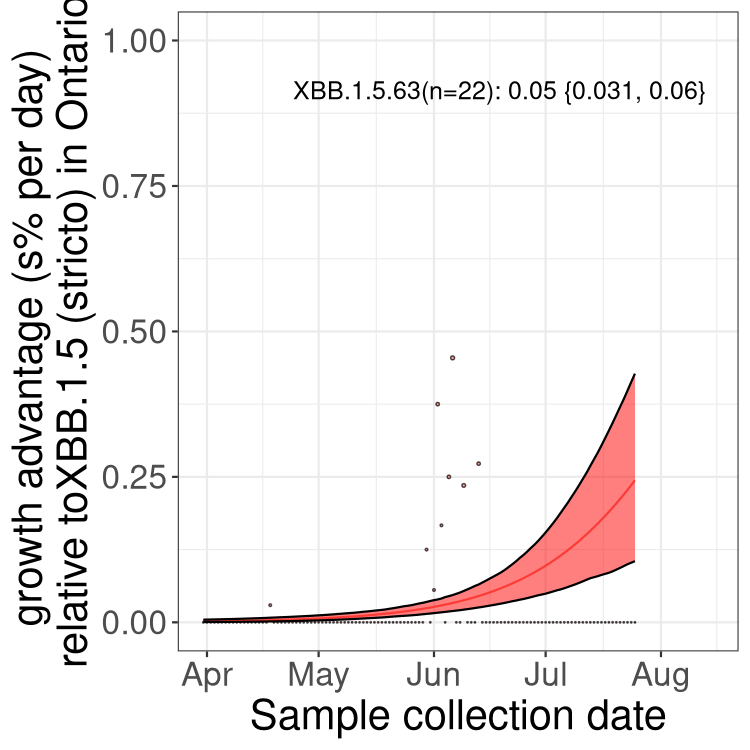 growth advantage (s% per day)
relative toXBB.1.5 (stricto) in Ontario
1.00
0.75
0.50
0.25
0.00
XBB.1.5.63(n=22): 0.05 {0.031, 0.06}
Apr May Jun Jul Aug
Sample collection date